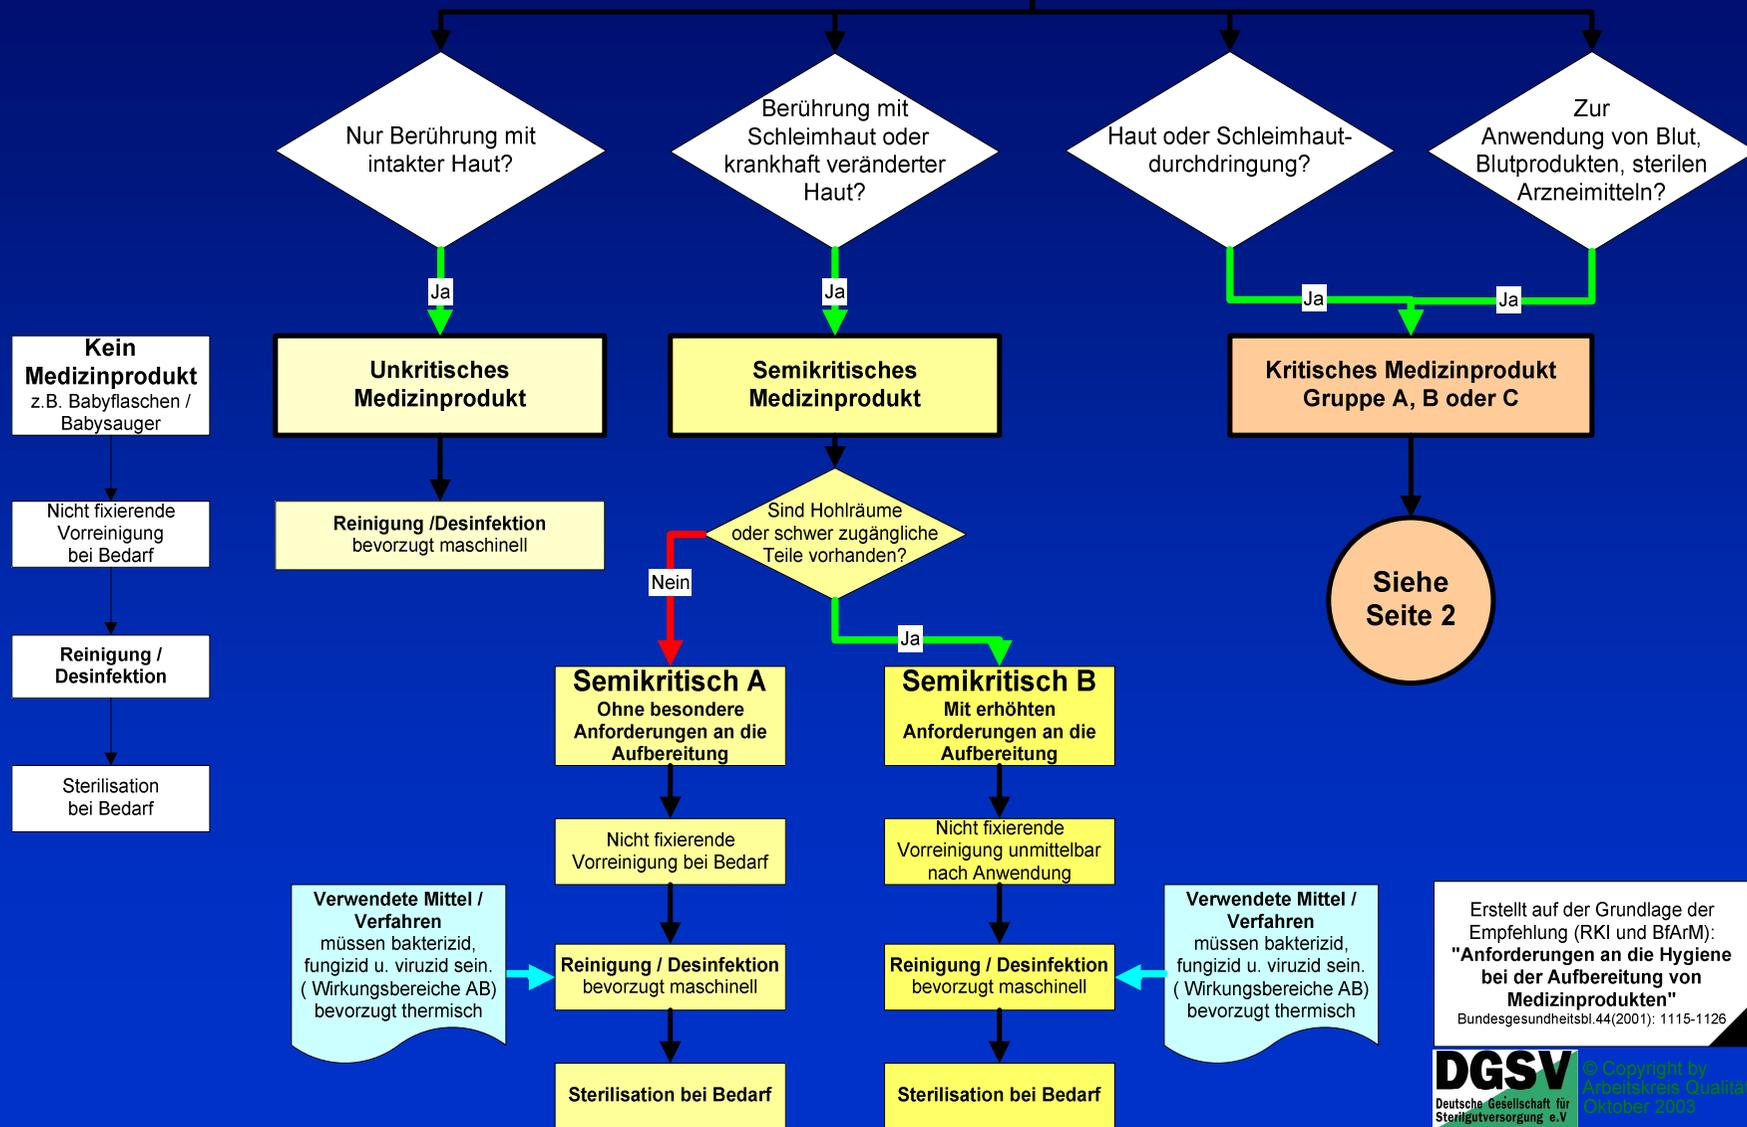 Nur Berührung mit
intakter Haut?
Berührung mit
Schleimhaut oder
krankhaft veränderter
Haut?
Haut oder Schleimhaut-
durchdringung?
Zur
Anwendung von Blut,
Blutprodukten, sterilen
Arzneimitteln?
Ja
Ja
Ja
Ja
Kein
Medizinprodukt
z.B. Babyflaschen /
Babysauger
Unkritisches
Medizinprodukt
Semikritisches
Medizinprodukt
Kritisches Medizinprodukt
Gruppe A, B oder C
Nicht fixierende
Vorreinigung
bei Bedarf
Reinigung /Desinfektion
bevorzugt maschinell
Sind Hohlräume
oder schwer zugängliche
Teile vorhanden?
Nein
Ja
Siehe
Seite 2
Reinigung /
Desinfektion
Semikritisch A
Ohne besondere
Anforderungen an die
Aufbereitung
Semikritisch B
Mit erhöhten
Anforderungen an die
Aufbereitung
Sterilisation
bei Bedarf
Nicht fixierende
Vorreinigung bei Bedarf
Nicht fixierende
Vorreinigung unmittelbar
nach Anwendung
Verwendete Mittel /
Verfahren
müssen bakterizid,
fungizid u. viruzid sein.
( Wirkungsbereiche AB)
bevorzugt thermisch
Reinigung / Desinfektion
bevorzugt maschinell
Reinigung / Desinfektion
bevorzugt maschinell
Verwendete Mittel /
Verfahren
müssen bakterizid,
fungizid u. viruzid sein.
( Wirkungsbereiche AB)
bevorzugt thermisch
Sterilisation bei Bedarf
Sterilisation bei Bedarf
Erstellt auf der Grundlage der
Empfehlung (RKI und BfArM):
"Anforderungen an die Hygiene
bei der Aufbereitung von
Medizinprodukten"
Bundesgesundheitsbl.44(2001): 1115-1126
DGSV
Deutsche Gesellschaft für
Sterilgutversorgung e.V
© Copyright by
Arbeitskreis Qualitä
Oktober 2003